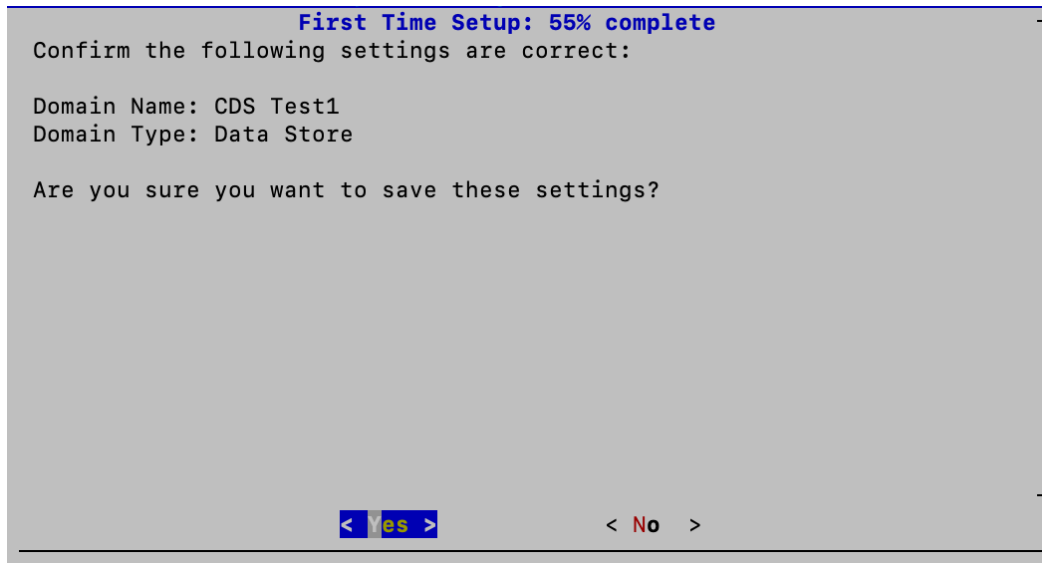 First Time Setup: 55% complete
Confirm the following settings are correct:
Domain Name: CDS Test1
Domain Type: Data Store
Are you sure you want to save these settings?
< Yes > < No >